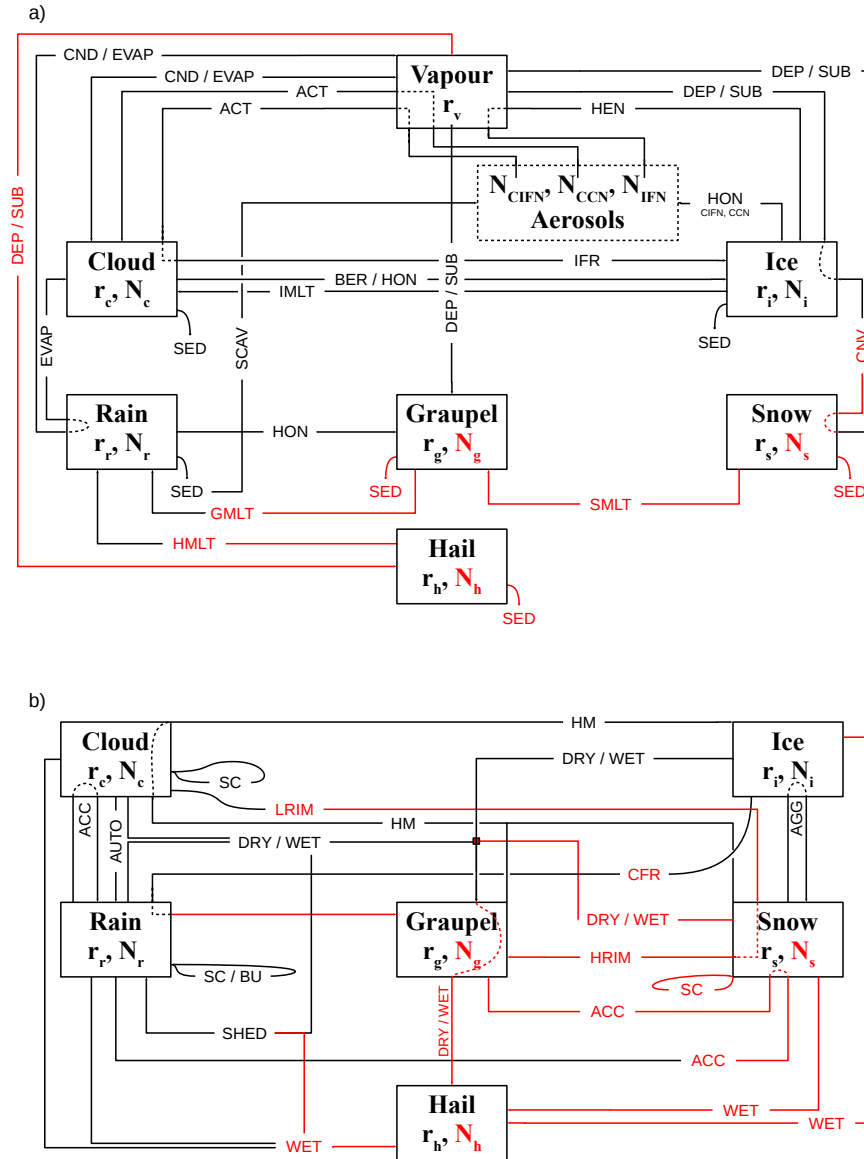 a)
CND / EVAP
Vapour
r_v
DEP / SUB
CND / EVAP
DEP / SUB
ACT
ACT
HEN
N_CIFN, N_CCN, N_IFN
Aerosols
HON
CIFN, CCN
DEP / SUB
Cloud
r_c, N_c
IFR
BER / HON
IMLT
Ice
r_i, N_i
DEP / SUB
SED
SED
EVAP
SCAV
CNV
Rain
r_r, N_r
HON
Graupel
r_g, N_g
Snow
r_s, N_s
SED
SED
SED
GMLT
SMLT
HMLT
Hail
r_h, N_h
SED
b)
Cloud
r_c, N_c
HM
Ice
r_i, N_i
DRY / WET
SC
LRIM
ACC
AUTO
HM
AGG
DRY / WET
CFR
Rain
r_r, N_r
Graupel
r_g, N_g
DRY / WET
Snow
r_s, N_s
HRIM
SC / BU
SC
ACC
SHED
DRY / WET
ACC
Hail
r_h, N_h
WET
WET
WET